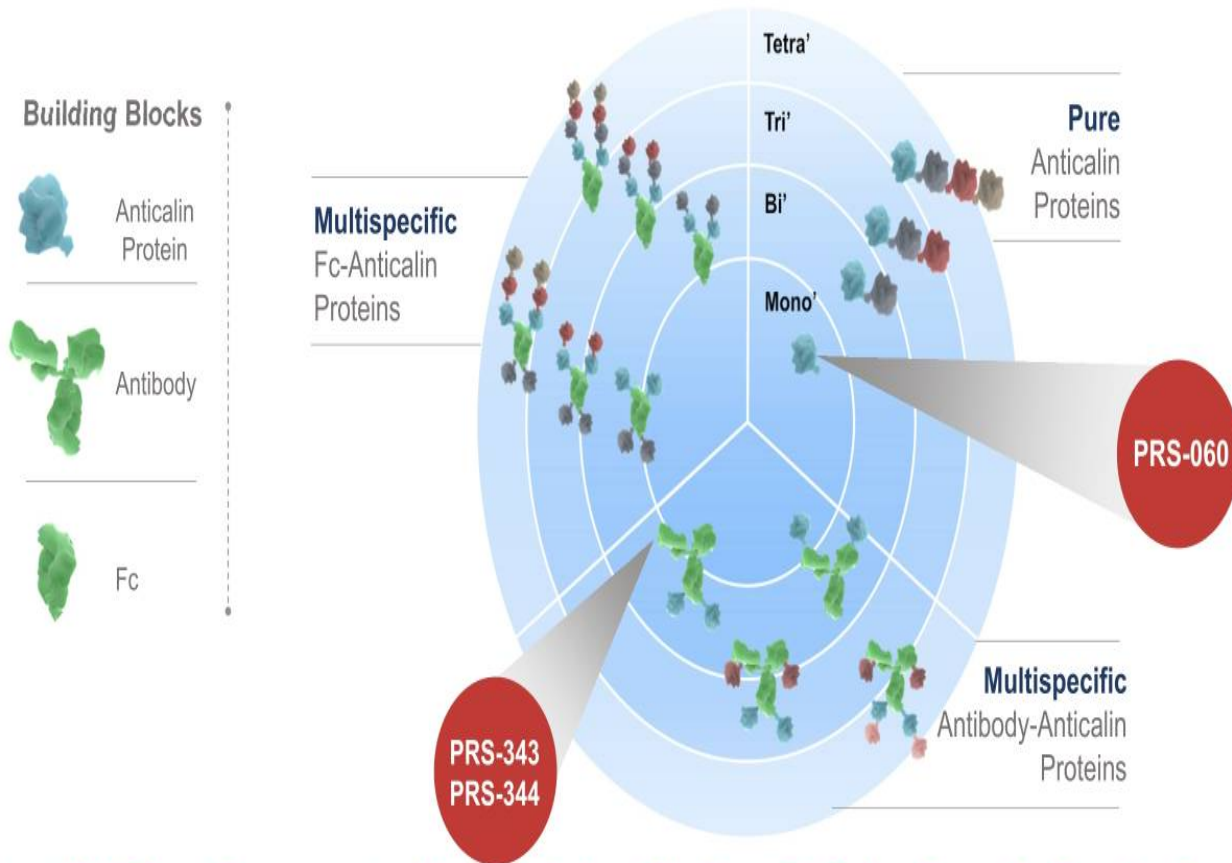 Building Blocks
Anticalin
Protein
Antibody
Fc
Multispecific
Fc-Anticalin
Proteins
Tetra'
Tri'
Bi'
Mono'
Pure
Anticalin
Proteins
PRS-060
PRS-343
PRS-344
Multispecific
Antibody-Anticalin
Proteins